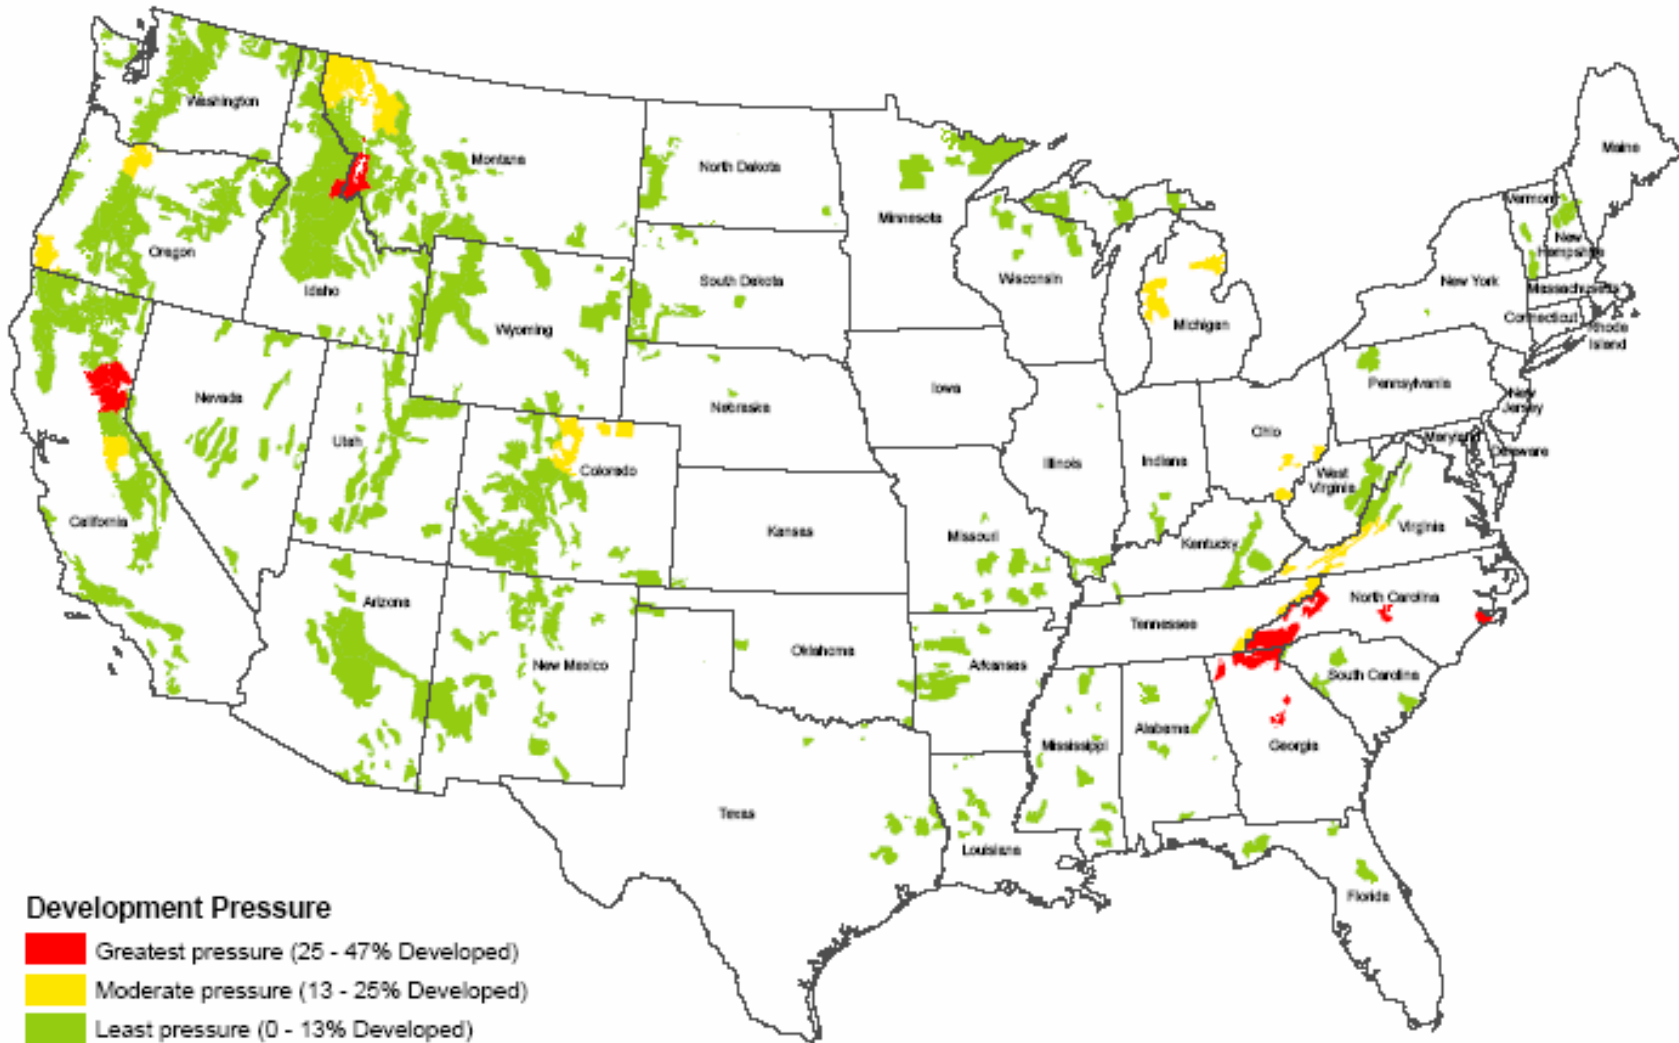 Washington
Montana
North Dakota
Minnesota
Maine
Vermont
New
Hampshire
Oregon
Idaho
Wyoming
South Dakota
Wisconsin
Michigan
New York
Massachusetts
Connecticut
Rhode
Island
Nevada
Utah
Colorado
Nebraska
Iowa
Illinois
Indiana
Ohio
Pennsylvania
New
Jersey
Maryland
Delaware
West
Virginia
Virginia
California
Kansas
Missouri
Kentucky
Arizona
New Mexico
Oklahoma
Arkansas
Tennessee
North Carolina
South Carolina
Texas
Louisiana
Mississippi
Alabama
Georgia
Florida
Development Pressure
Greatest pressure (25 - 47% Developed)
Moderate pressure (13 - 25% Developed)
Least pressure (0 - 13% Developed)